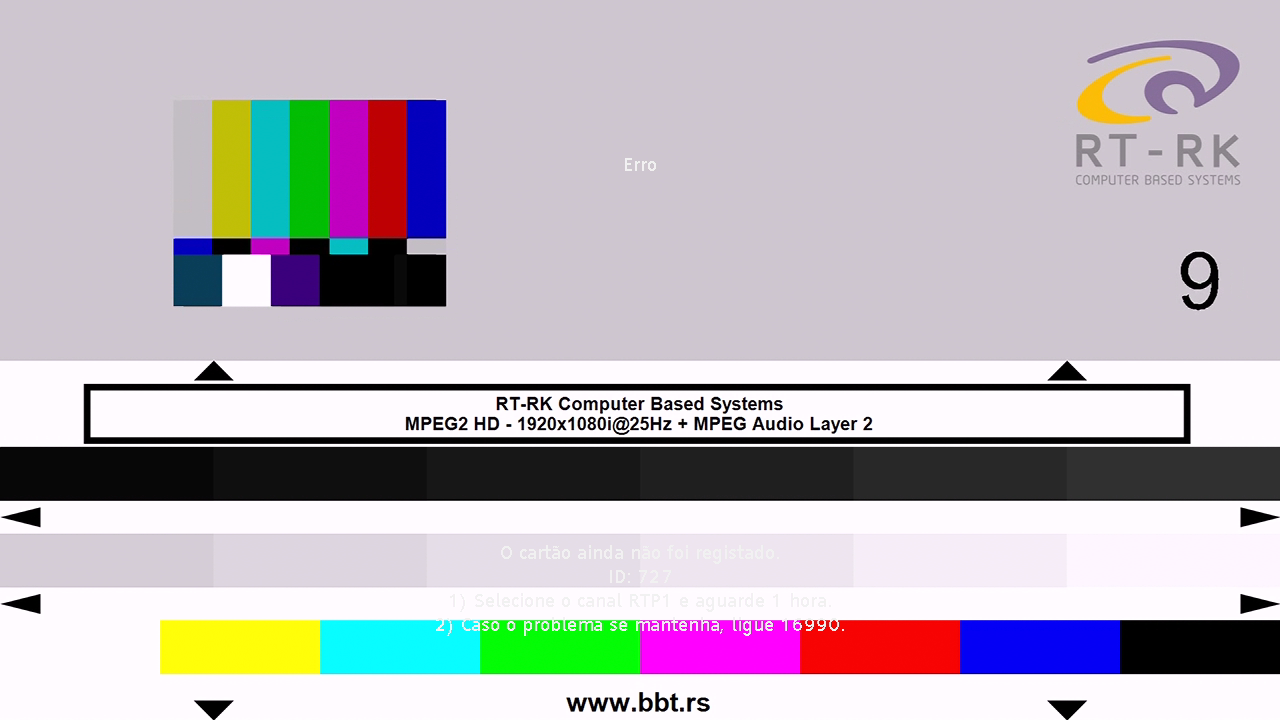 Erro
RT-RK
COMPUTER BASED SYSTEMS
9
RT-RK Computer Based Systems
MPEG2 HD - 1920x1080i@25Hz + MPEG Audio Layer 2
O cartão ainda não foi registado.
ID: 727
1) Selecione o canal RTP1 e aguarde 1 hora.
2) Caso o problema se mantenha, ligue 16990.
www.bbt.rs